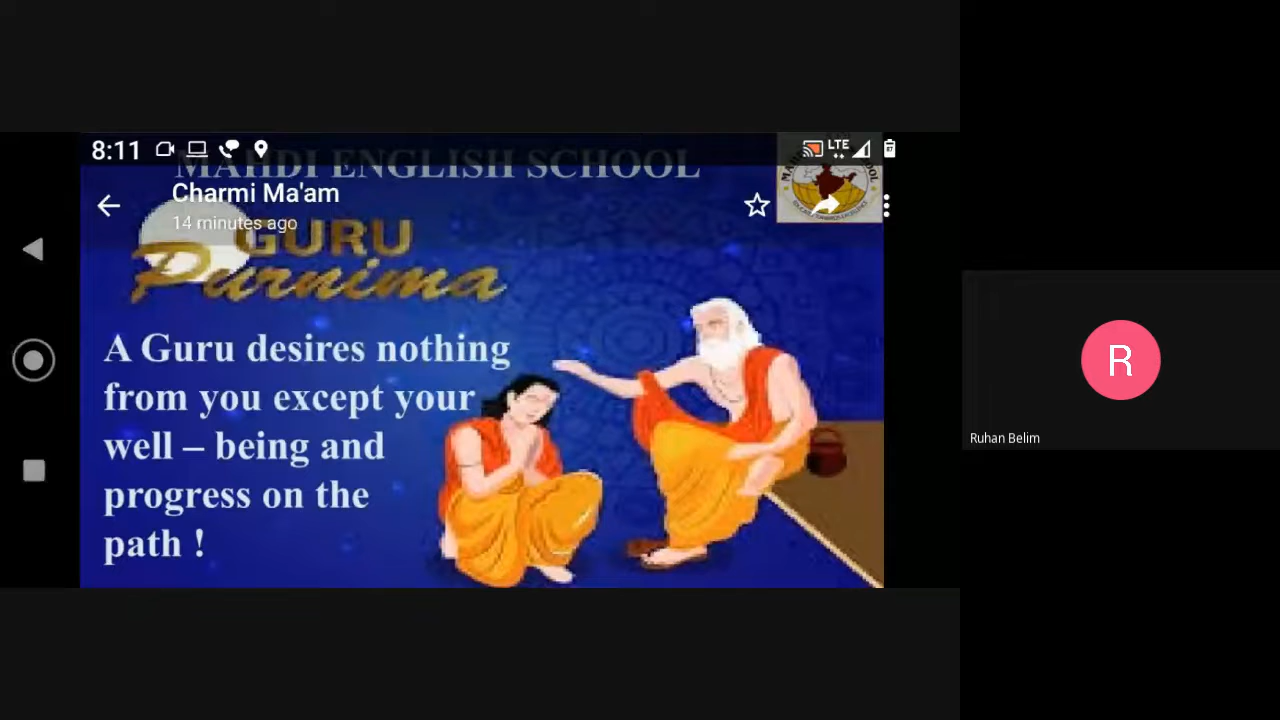 8:11
LTE
MAHDI ENGLISH SCHOOL
Charmi Ma'am
14 minutes ago
GURU
Purnima
A Guru desires nothing
from you except your
well – being and
progress on the
path !
R
Ruhan Belim